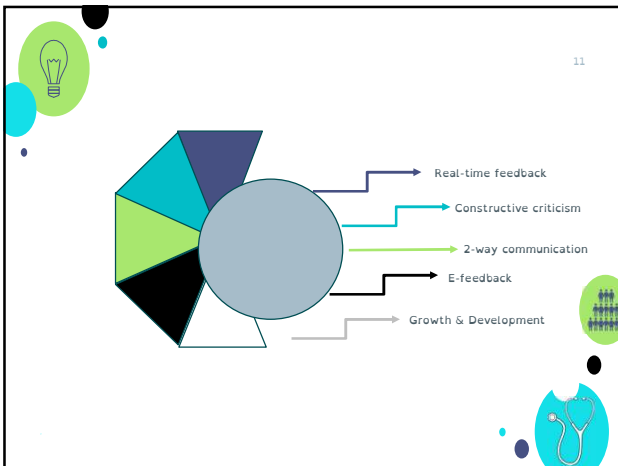 11
Real-time feedback
Constructive criticism
2-way communication
E-feedback
Growth & Development